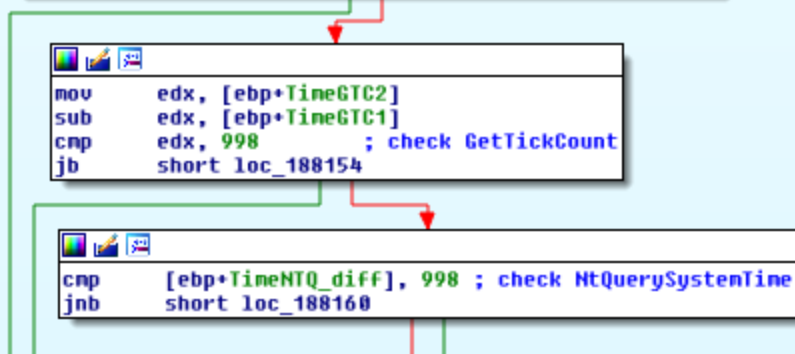 mov edx, [ebp+TimeGTC2]
sub edx, [ebp+TimeGTC1]
cmp edx, 998 ; check GetTickCount
jb short loc_188154
cmp [ebp+TimeNTQ_diff], 998 ; check NtQuerySystemTime
jnb short loc_188160